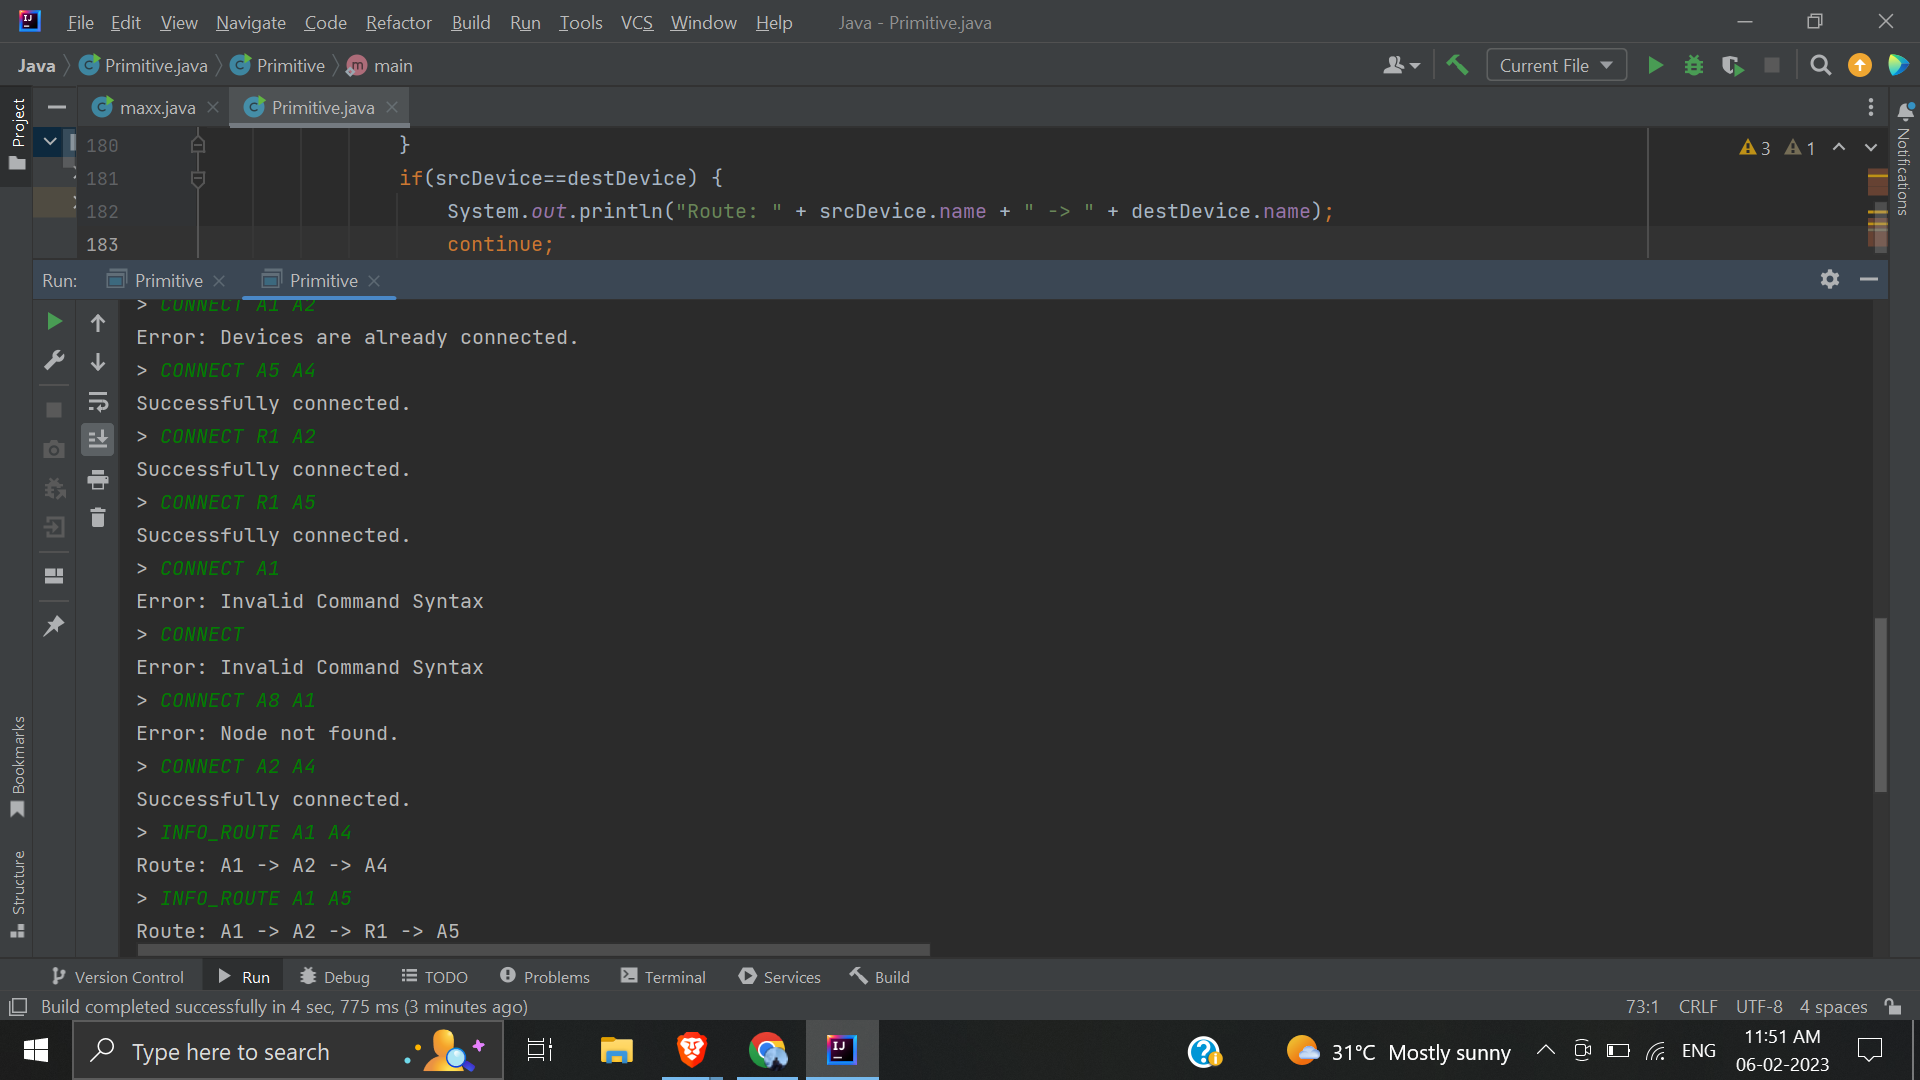 File Edit View Navigate Code Refactor Build Run Tools VCS Window Help Java - Primitive.java
Java Primitive.java Primitive main Current File
maxx.java Primitive.java
180 }
181 if(srcDevice==destDevice) {
182 System.out.println("Route: " + srcDevice.name + " -> " + destDevice.name);
183 continue;
3 1
Project
Notifications
Run: Primitive Primitive
> CONNECT A1 A2
Error: Devices are already connected.
> CONNECT A5 A4
Successfully connected.
> CONNECT R1 A2
Successfully connected.
> CONNECT R1 A5
Successfully connected.
> CONNECT A1
Error: Invalid Command Syntax
> CONNECT
Error: Invalid Command Syntax
> CONNECT A8 A1
Error: Node not found.
> CONNECT A2 A4
Successfully connected.
> INFO_ROUTE A1 A4
Route: A1 -> A2 -> A4
> INFO_ROUTE A1 A5
Route: A1 -> A2 -> R1 -> A5
Bookmarks
Structure
Version Control Run Debug TODO Problems Terminal Services Build
Build completed successfully in 4 sec, 775 ms (3 minutes ago) 73:1 CRLF UTF-8 4 spaces
Type here to search 31°C Mostly sunny ENG
11:51 AM
06-02-2023